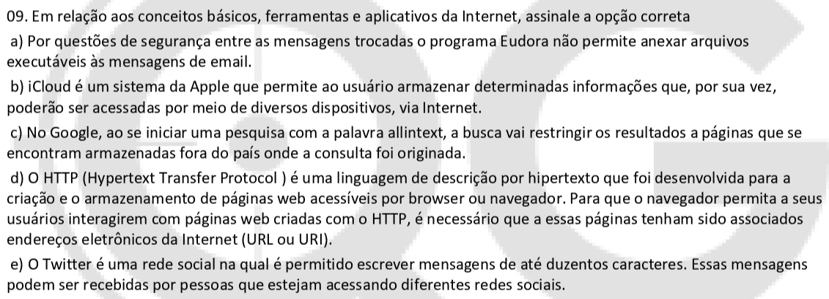 09. Em relação aos conceitos básicos, ferramentas e aplicativos da Internet, assinale a opção correta
a) Por questões de segurança entre as mensagens trocadas o programa Eudora não permite anexar arquivos
executáveis às mensagens de email.
b) iCloud é um sistema da Apple que permite ao usuário armazenar determinadas informações que, por sua vez,
poderão ser acessadas por meio de diversos dispositivos, via Internet.
c) No Google, ao se iniciar uma pesquisa com a palavra allintext, a busca vai restringir os resultados a páginas que se
encontram armazenadas fora do país onde a consulta foi originada.
d) O HTTP (Hypertext Transfer Protocol ) é uma linguagem de descrição por hipertexto que foi desenvolvida para a
criação e o armazenamento de páginas web acessíveis por browser ou navegador. Para que o navegador permita a seus
usuários interagirem com páginas web criadas com o HTTP, é necessário que a essas páginas tenham sido associados
endereços eletrônicos da Internet (URL ou URI).
e) O Twitter é uma rede social na qual é permitido escrever mensagens de até duzentos caracteres. Essas mensagens
podem ser recebidas por pessoas que estejam acessando diferentes redes sociais.